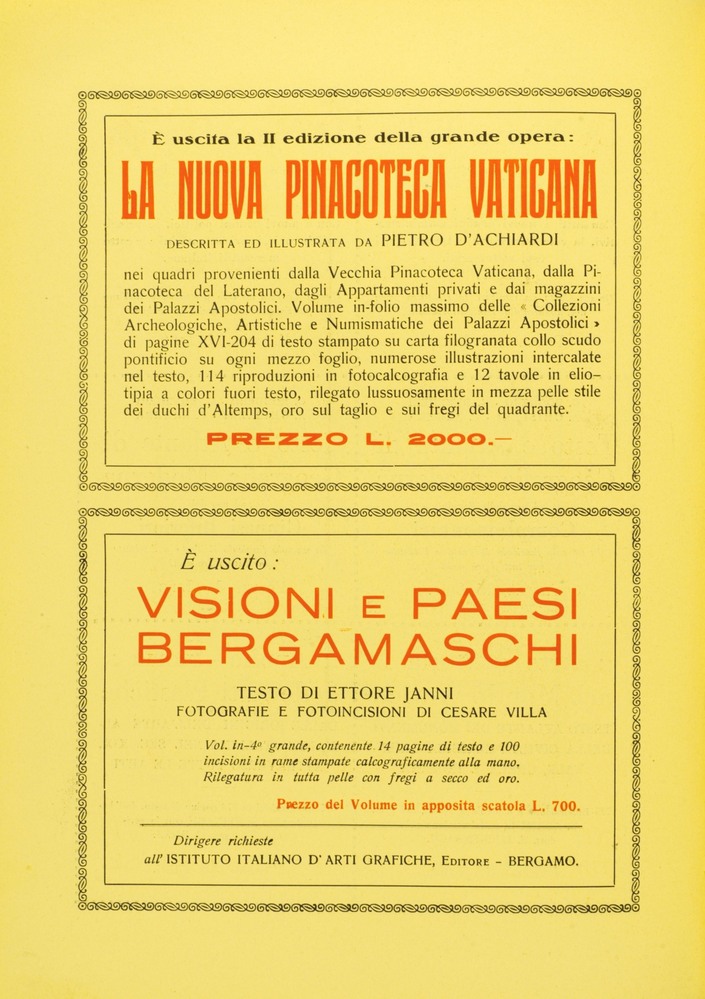 È uscita la II edizione della grande opera:
LA NUOVA PINACOTECA VATICANA
DESCRITTA ED ILLUSTRATA DA PIETRO D'ACHIARDI
nei quadri provenienti dalla Vecchia Pinacoteca Vaticana, dalla Pi-
nacoteca del Laterano, dagli Appartamenti privati e dai magazzini
dei Palazzi Apostolici. Volume in-folio massimo delle « Collezioni
Archeologiche, Artistiche e Numismatiche dei Palazzi Apostolici »
di pagine XVI-204 di testo stampato su carta filogranata collo scudo
pontificio su ogni mezzo foglio, numerose illustrazioni intercalate
nel testo, 114 riproduzioni in fotocalcografia e 12 tavole in elio-
tipia a colori fuori testo, rilegato lussuosamente in mezza pelle stile
dei duchi d'Altemps, oro sul taglio e sui fregi del quadrante.
PREZZO L. 2000.—
È uscito:
VISIONI E PAESI
BERGAMASCHI
TESTO DI ETTORE JANNI
FOTOGRAFIE E FOTOINCISIONI DI CESARE VILLA
Vol. in-4º grande, contenente 14 pagine di testo e 100
incisioni in rame stampate calcograficamente alla mano.
Rilegatura in tutta pelle con fregi a secco ed oro.
Prezzo del Volume in apposita scatola L. 700.
Dirigere richieste
all' ISTITUTO ITALIANO D'ARTI GRAFICHE, EDITORE - BERGAMO.